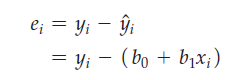 eᵢ = yᵢ − ŷᵢ
= yᵢ − (b₀ + b₁xᵢ)